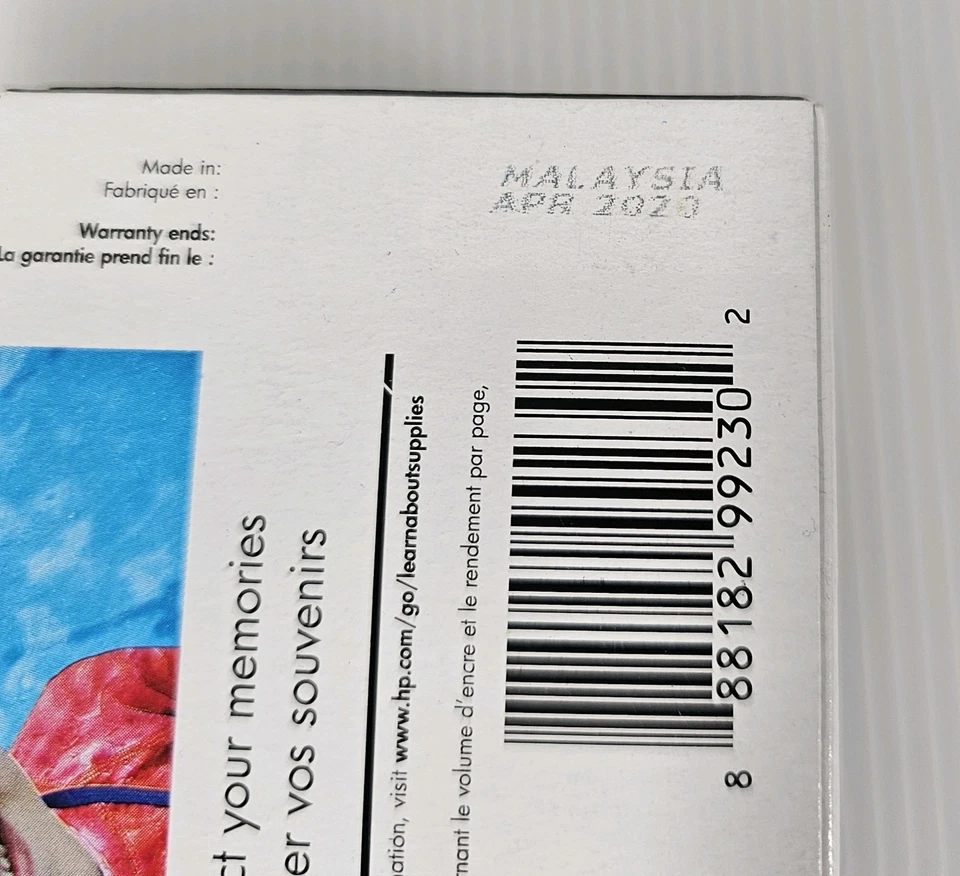 Made in:
Fabriqué en :
MALAYSIA
APR 2020
Warranty ends:
La garantie prend fin le :
ct your memories
er vos souvenirs
visit www.hp.com/go/learnaboutsupplies
le volume d'encre et le rendement par page,
8 88182 99230 2